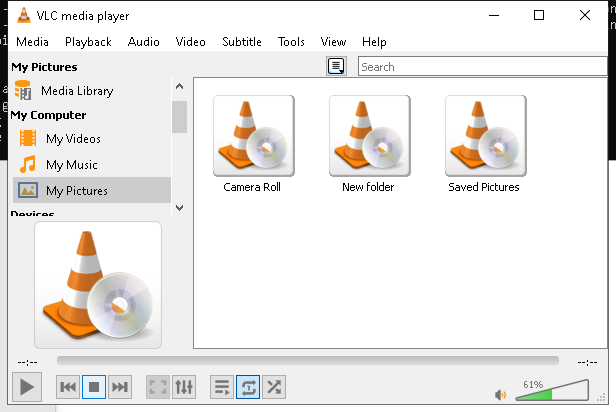 VLC media player
Media Playback Audio Video Subtitle Tools View Help
My Pictures
Search
Media Library
My Computer
My Videos
My Music
My Pictures
Devices
Camera Roll New folder Saved Pictures
--:-- --:--
61%